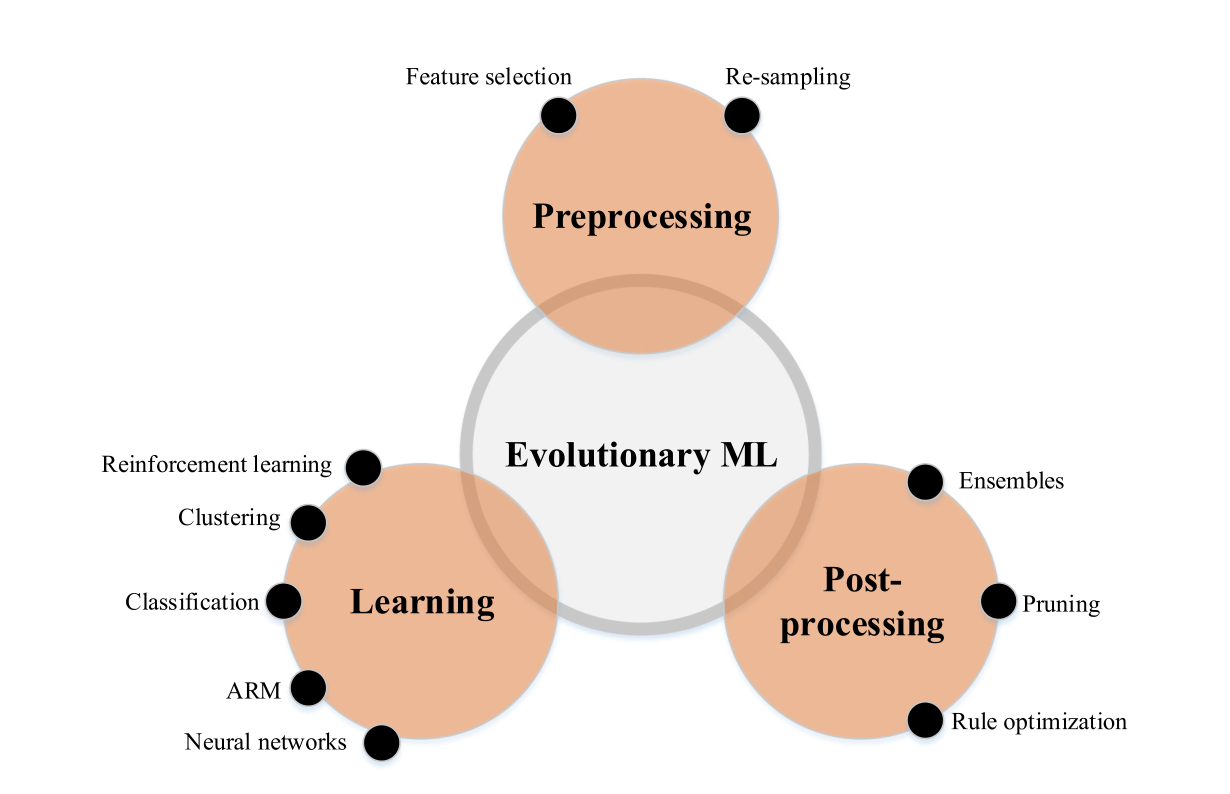 Feature selection
Re-sampling
Preprocessing
Evolutionary ML
Reinforcement learning
Clustering
Classification
ARM
Neural networks
Learning
Ensembles
Post-
processing
Pruning
Rule optimization